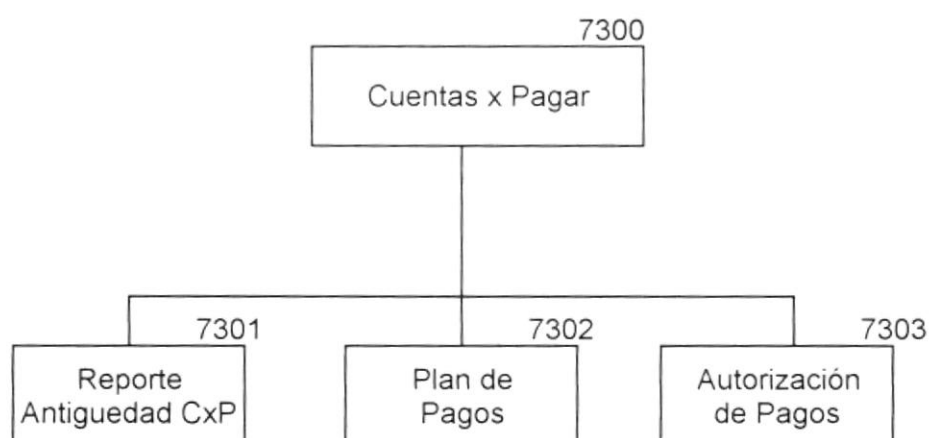 7300
Cuentas x Pagar
7301
Reporte
Antiguedad CxP
7302
Plan de
Pagos
7303
Autorización
de Pagos